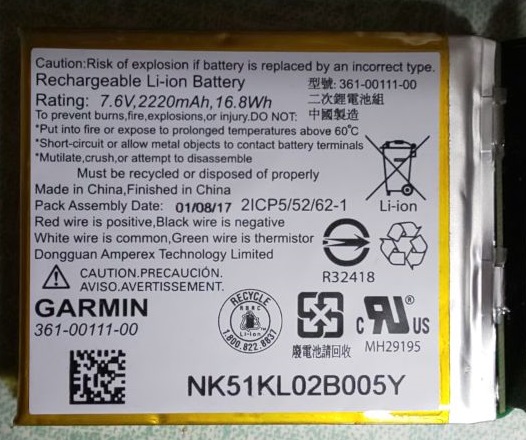 Caution:Risk of explosion if battery is replaced by an incorrect type.
Rechargeable Li-ion Battery
型號: 361-00111-00
Rating: 7.6V,2220mAh,16.8Wh
二次鋰電池組
To prevent burns,fire,explosions,or injury.DO NOT:
中國製造
*Put into fire or expose to prolonged temperatures above 60°C
*Short-circuit or allow metal objects to contact battery terminals
*Mutilate,crush,or attempt to disassemble
Must be recycled or disposed of properly
Made in China,Finished in China
Li-ion
Pack Assembly Date: 01/08/17 2ICP5/52/62-1
Red wire is positive,Black wire is negative
White wire is common,Green wire is thermistor
Dongguan Amperex Technology Limited
R32418
CAUTION.PRECAUCIÓN.
AVISO.AVERTISSEMENT.
GARMIN
361-00111-00
RECYCLE
RBRC
Li-ion
1.800.822.8837
廢電池請回收
C RU US
MH29195
NK51KL02B005Y